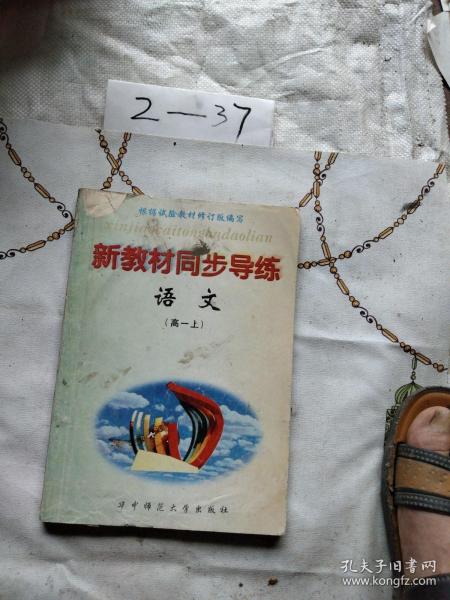 2—37
根据试验教材修订版编写
xinjiaocaitongbudaolian
新教材同步导练
语文
(高一上)
华中师范大学出版社
孔夫子旧书网
www.kongfz.com